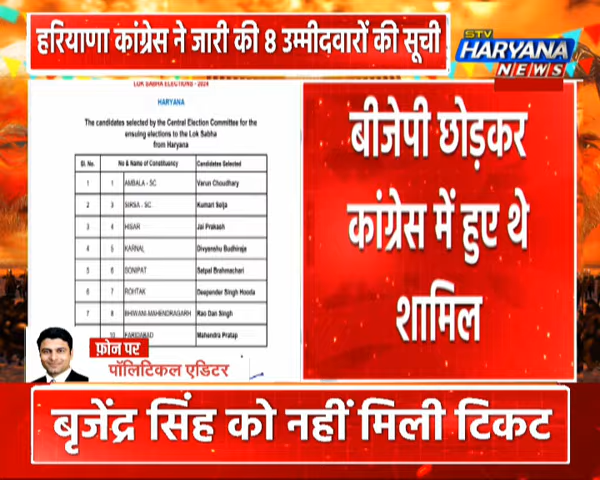 हरियाणा कांग्रेस ने जारी की 8 उम्मीदवारों की सूची
STV
HARYANA
NEWS
LOK SABHA ELECTIONS - 2024
HARYANA
The candidates selected by the Central Election Committee for the
ensuing elections to the Lok Sabha
from Haryana
Sl. No. No & Name of Constituency Candidates Selected
1 1 AMBALA - SC Varun Choudhary
2 3 SIRSA - SC Kumari Selja
3 4 HISAR Jai Prakash
4 5 KARNAL Divyanshu Budhiraja
5 6 SONIPAT Satpal Brahmachari
6 7 ROHTAK Deepender Singh Hooda
7 8 BHIWANI-MAHENDRAGARH Rao Dan Singh
10 FARIDABAD Mahendra Pratap
बीजेपी छोड़कर
कांग्रेस में हुए थे
शामिल
फ़ोन पर
पॉलिटिकल एडिटर
बृजेंद्र सिंह को नहीं मिली टिकट